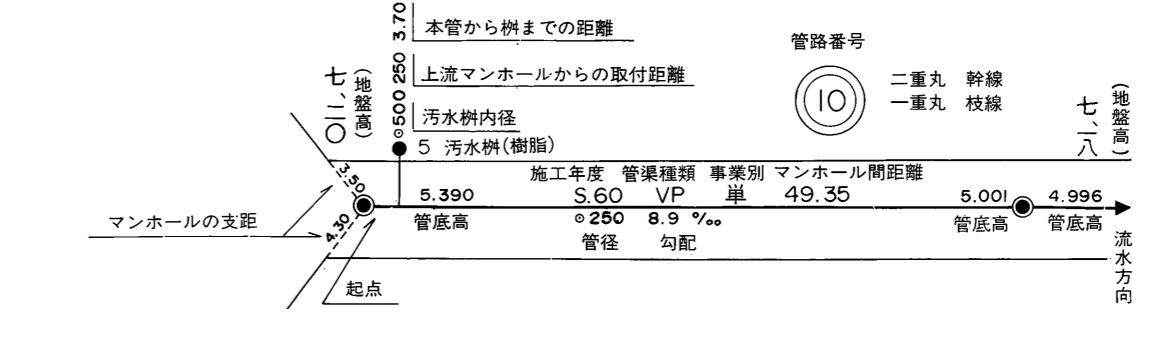 3.70
本管から桝までの距離
250
上流マンホールからの取付距離
⊙500
汚水桝内径
5 汚水桝(樹脂)
七、二〇
(地盤高)
管路番号
10
二重丸 幹線
一重丸 枝線
七、一八
(地盤高)
施工年度 管渠種類 事業別 マンホール間距離
3.50
5.390 S.60 VP 単 49.35 5.001 4.996
マンホールの支距
4.30
管底高 ⊙250 8.9 ‰ 管底高 管底高
管径 勾配
流水方向
起点